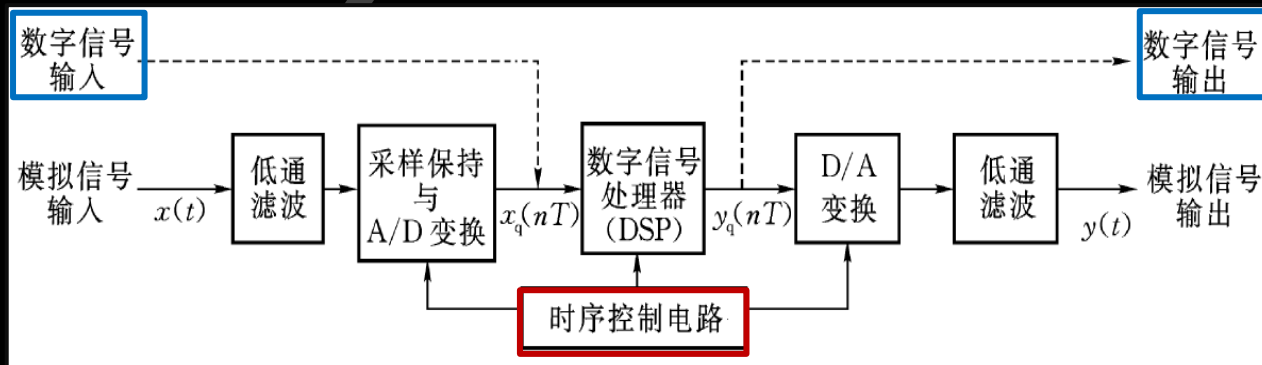 数字信号
输入
数字信号
输出
模拟信号
输入
x(t)
低通
滤波
采样保持
与
A/D 变换
x_q(nT)
数字信号
处理器
(DSP)
y_q(nT)
D/A
变换
低通
滤波
y(t)
模拟信号
输出
时序控制电路